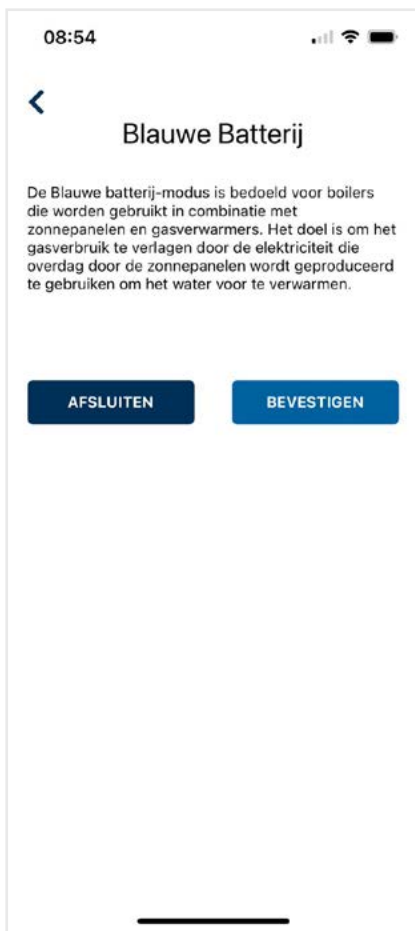 08:54
Blauwe Batterij
De Blauwe batterij-modus is bedoeld voor boilers
die worden gebruikt in combinatie met
zonnepanelen en gasverwarmers. Het doel is om het
gasverbruik te verlagen door de elektriciteit die
overdag door de zonnepanelen wordt geproduceerd
te gebruiken om het water voor te verwarmen.
AFSLUITEN
BEVESTIGEN